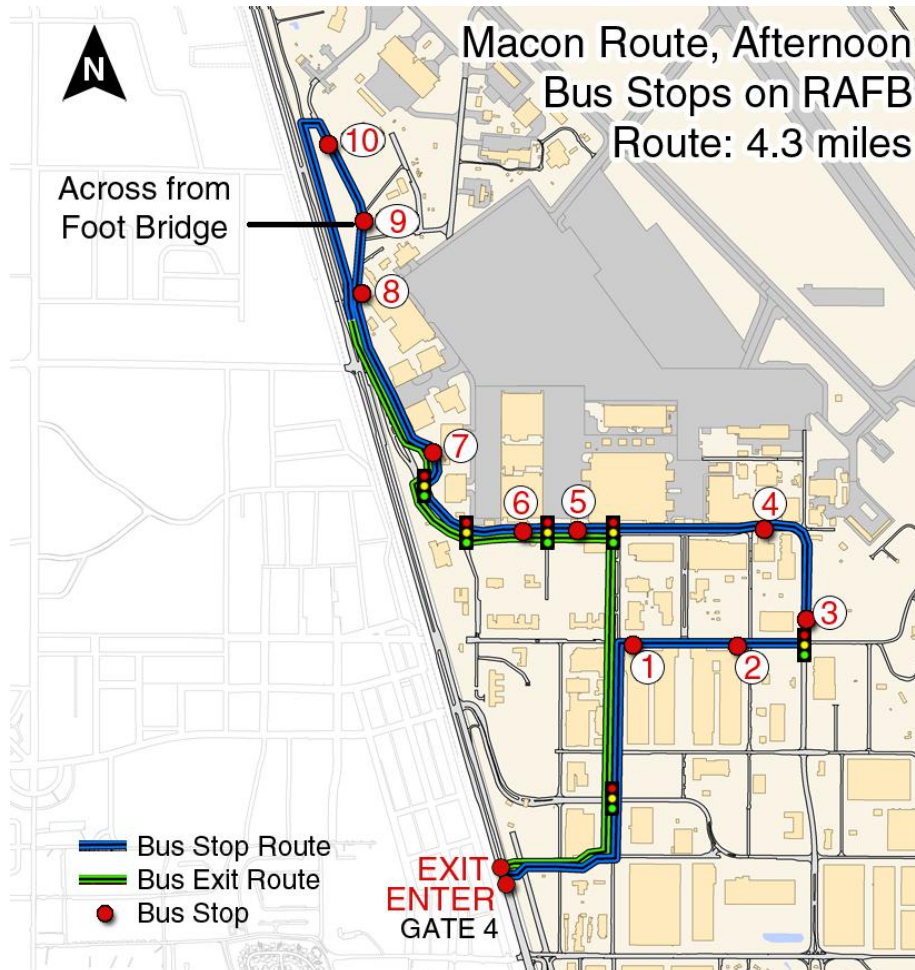 N
Macon Route, Afternoon
Bus Stops on RAFB
Route: 4.3 miles
10
Across from
Foot Bridge
9
8
7
6
5
4
3
1
2
Bus Stop Route
Bus Exit Route
Bus Stop
EXIT
ENTER
GATE 4